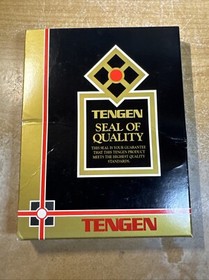 TENGEN
SEAL OF
QUALITY
THIS SEAL IS YOUR GUARANTEE
THAT THIS TENGEN PRODUCT
MEETS THE HIGHEST QUALITY
STANDARDS.
TENGEN